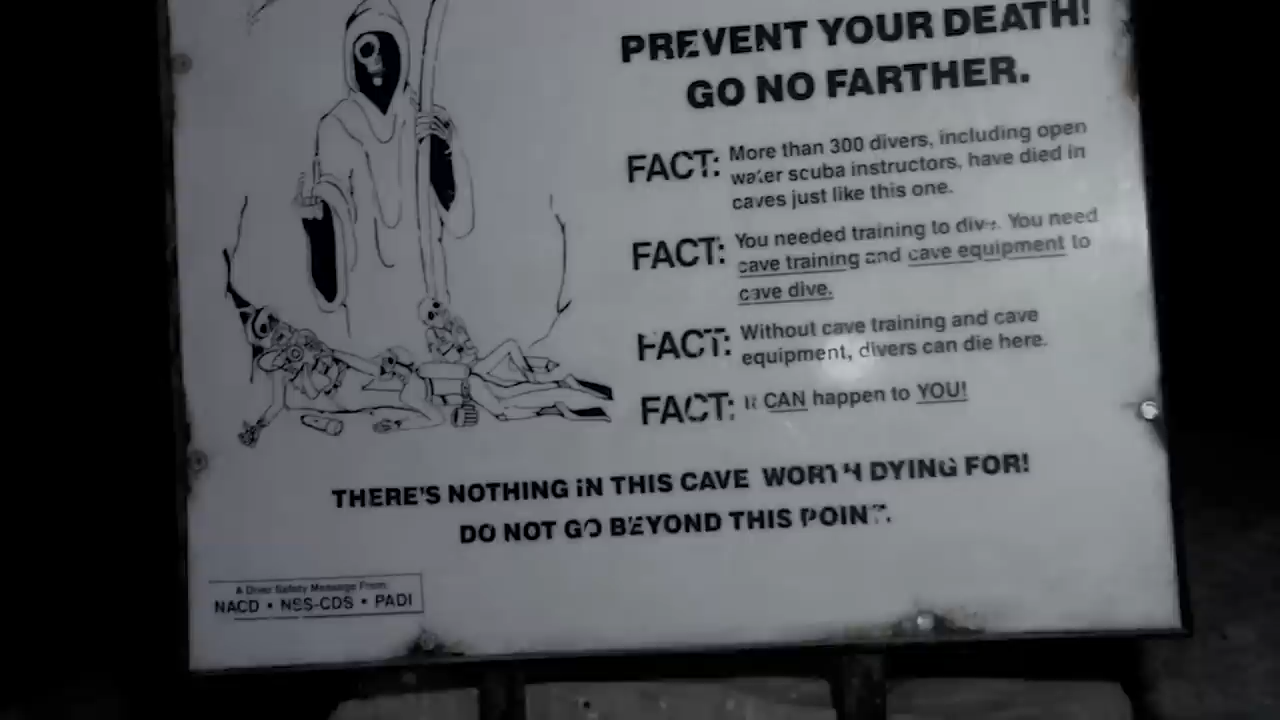 PREVENT YOUR DEATH!
GO NO FARTHER.
FACT: More than 300 divers, including open
water scuba instructors, have died in
caves just like this one.
FACT: You needed training to dive. You need
cave training and cave equipment to
cave dive.
FACT: Without cave training and cave
equipment, divers can die here.
FACT: It CAN happen to YOU!
THERE'S NOTHING IN THIS CAVE WORTH DYING FOR!
DO NOT GO BEYOND THIS POINT.
A Diver Safety Message From:
NACD • NSS-CDS • PADI